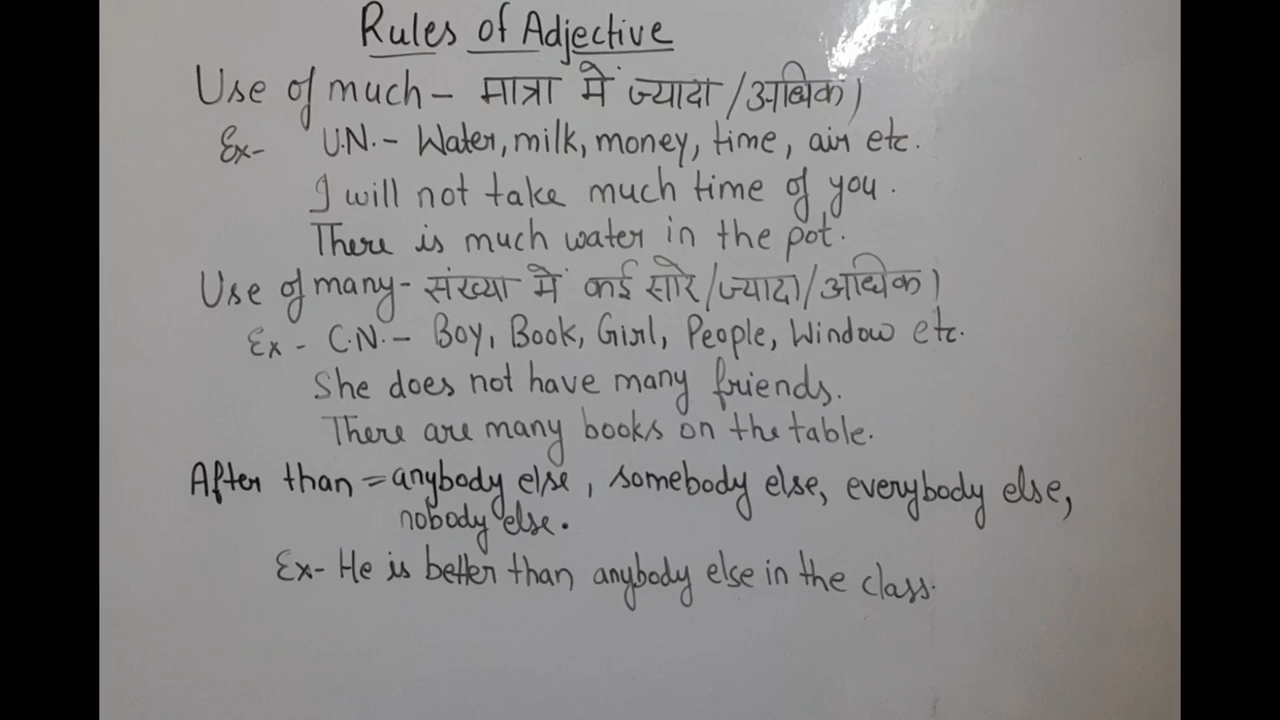 Rules of Adjective
Use of much – मात्रा में ज्यादा /अधिक।
Ex- U.N. – Water, milk, money, time, air etc.
I will not take much time of you.
There is much water in the pot.
Use of many - संख्या में कई सारे/ज्यादा/अधिक।
Ex - C.N. – Boy, Book, Girl, People, Window etc.
She does not have many friends.
There are many books on the table.
After than = anybody else, somebody else, everybody else,
nobody else.
Ex- He is better than anybody else in the class.